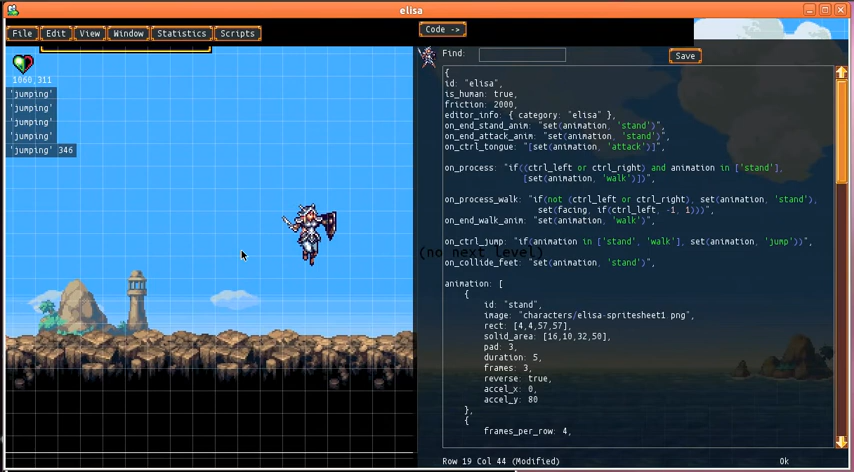 elisa
File Edit View Window Statistics Scripts
Code ->
1060,311
'jumping'
'jumping'
'jumping'
'jumping'
'jumping' 346
(no next level)
Find:
Save
{
id: "elisa",
is_human: true,
friction: 2000,
editor_info: { category: "elisa" },
on_end_stand_anim: "set(animation, 'stand')",
on_end_attack_anim: "set(animation, 'stand')",
on_ctrl_tongue: "[set(animation, 'attack')]",
on_process: "if((ctrl_left or ctrl_right) and animation in ['stand'],
[set(animation, 'walk')])",
on_process_walk: "if(not (ctrl_left or ctrl_right), set(animation, 'stand'),
set(facing, if(ctrl_left, -1, 1)))",
on_end_walk_anim: "set(animation, 'walk')",
on_ctrl_jump: "if(animation in ['stand', 'walk'], set(animation, 'jump'))",
on_collide_feet: "set(animation, 'stand')",
animation: [
{
id: "stand",
image: "characters/elisa-spritesheet1.png",
rect: [4,4,57,57],
solid_area: [16,10,32,50],
pad: 3,
duration: 5,
frames: 3,
reverse: true,
accel_x: 0,
accel_y: 80
},
{
frames_per_row: 4,
Row 19 Col 44 (Modified)
Ok